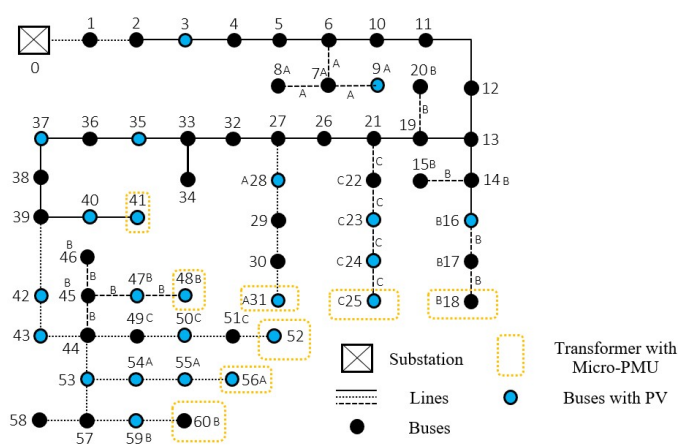 1 2 3 4 5 6 10 11
0
8A 7A A 9A 20B
A A B
12
37 36 35 33 32 27 26 21 19 13
C 15B
38 34 A28 C22 B 14B
C
39 40 41 29 C23 B16
B C B
46 B 30 C24 B17
B 47B 48B C B
45 B B A31 C25 B18
42
B 49C 50C 51C 52
43 44
53 54A 55A 56A
58 57 59B 60B
Substation
Lines
Buses
Transformer with
Micro-PMU
Buses with PV